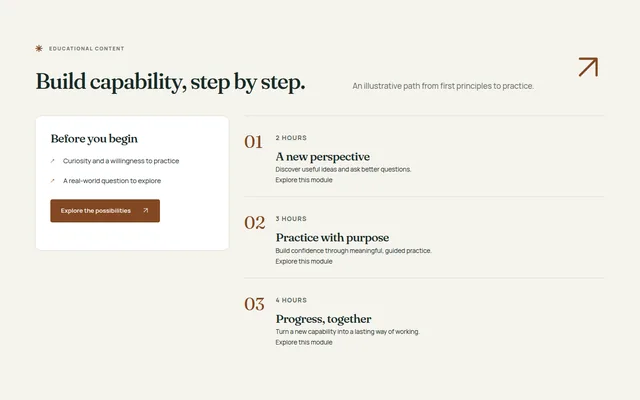 EDUCATIONAL CONTENT
Build capability, step by step.
An illustrative path from first principles to practice.
Before you begin
Curiosity and a willingness to practice
A real-world question to explore
Explore the possibilities
01
2 HOURS
A new perspective
Discover useful ideas and ask better questions.
Explore this module
02
3 HOURS
Practice with purpose
Build confidence through meaningful, guided practice.
Explore this module
03
4 HOURS
Progress, together
Turn a new capability into a lasting way of working.
Explore this module